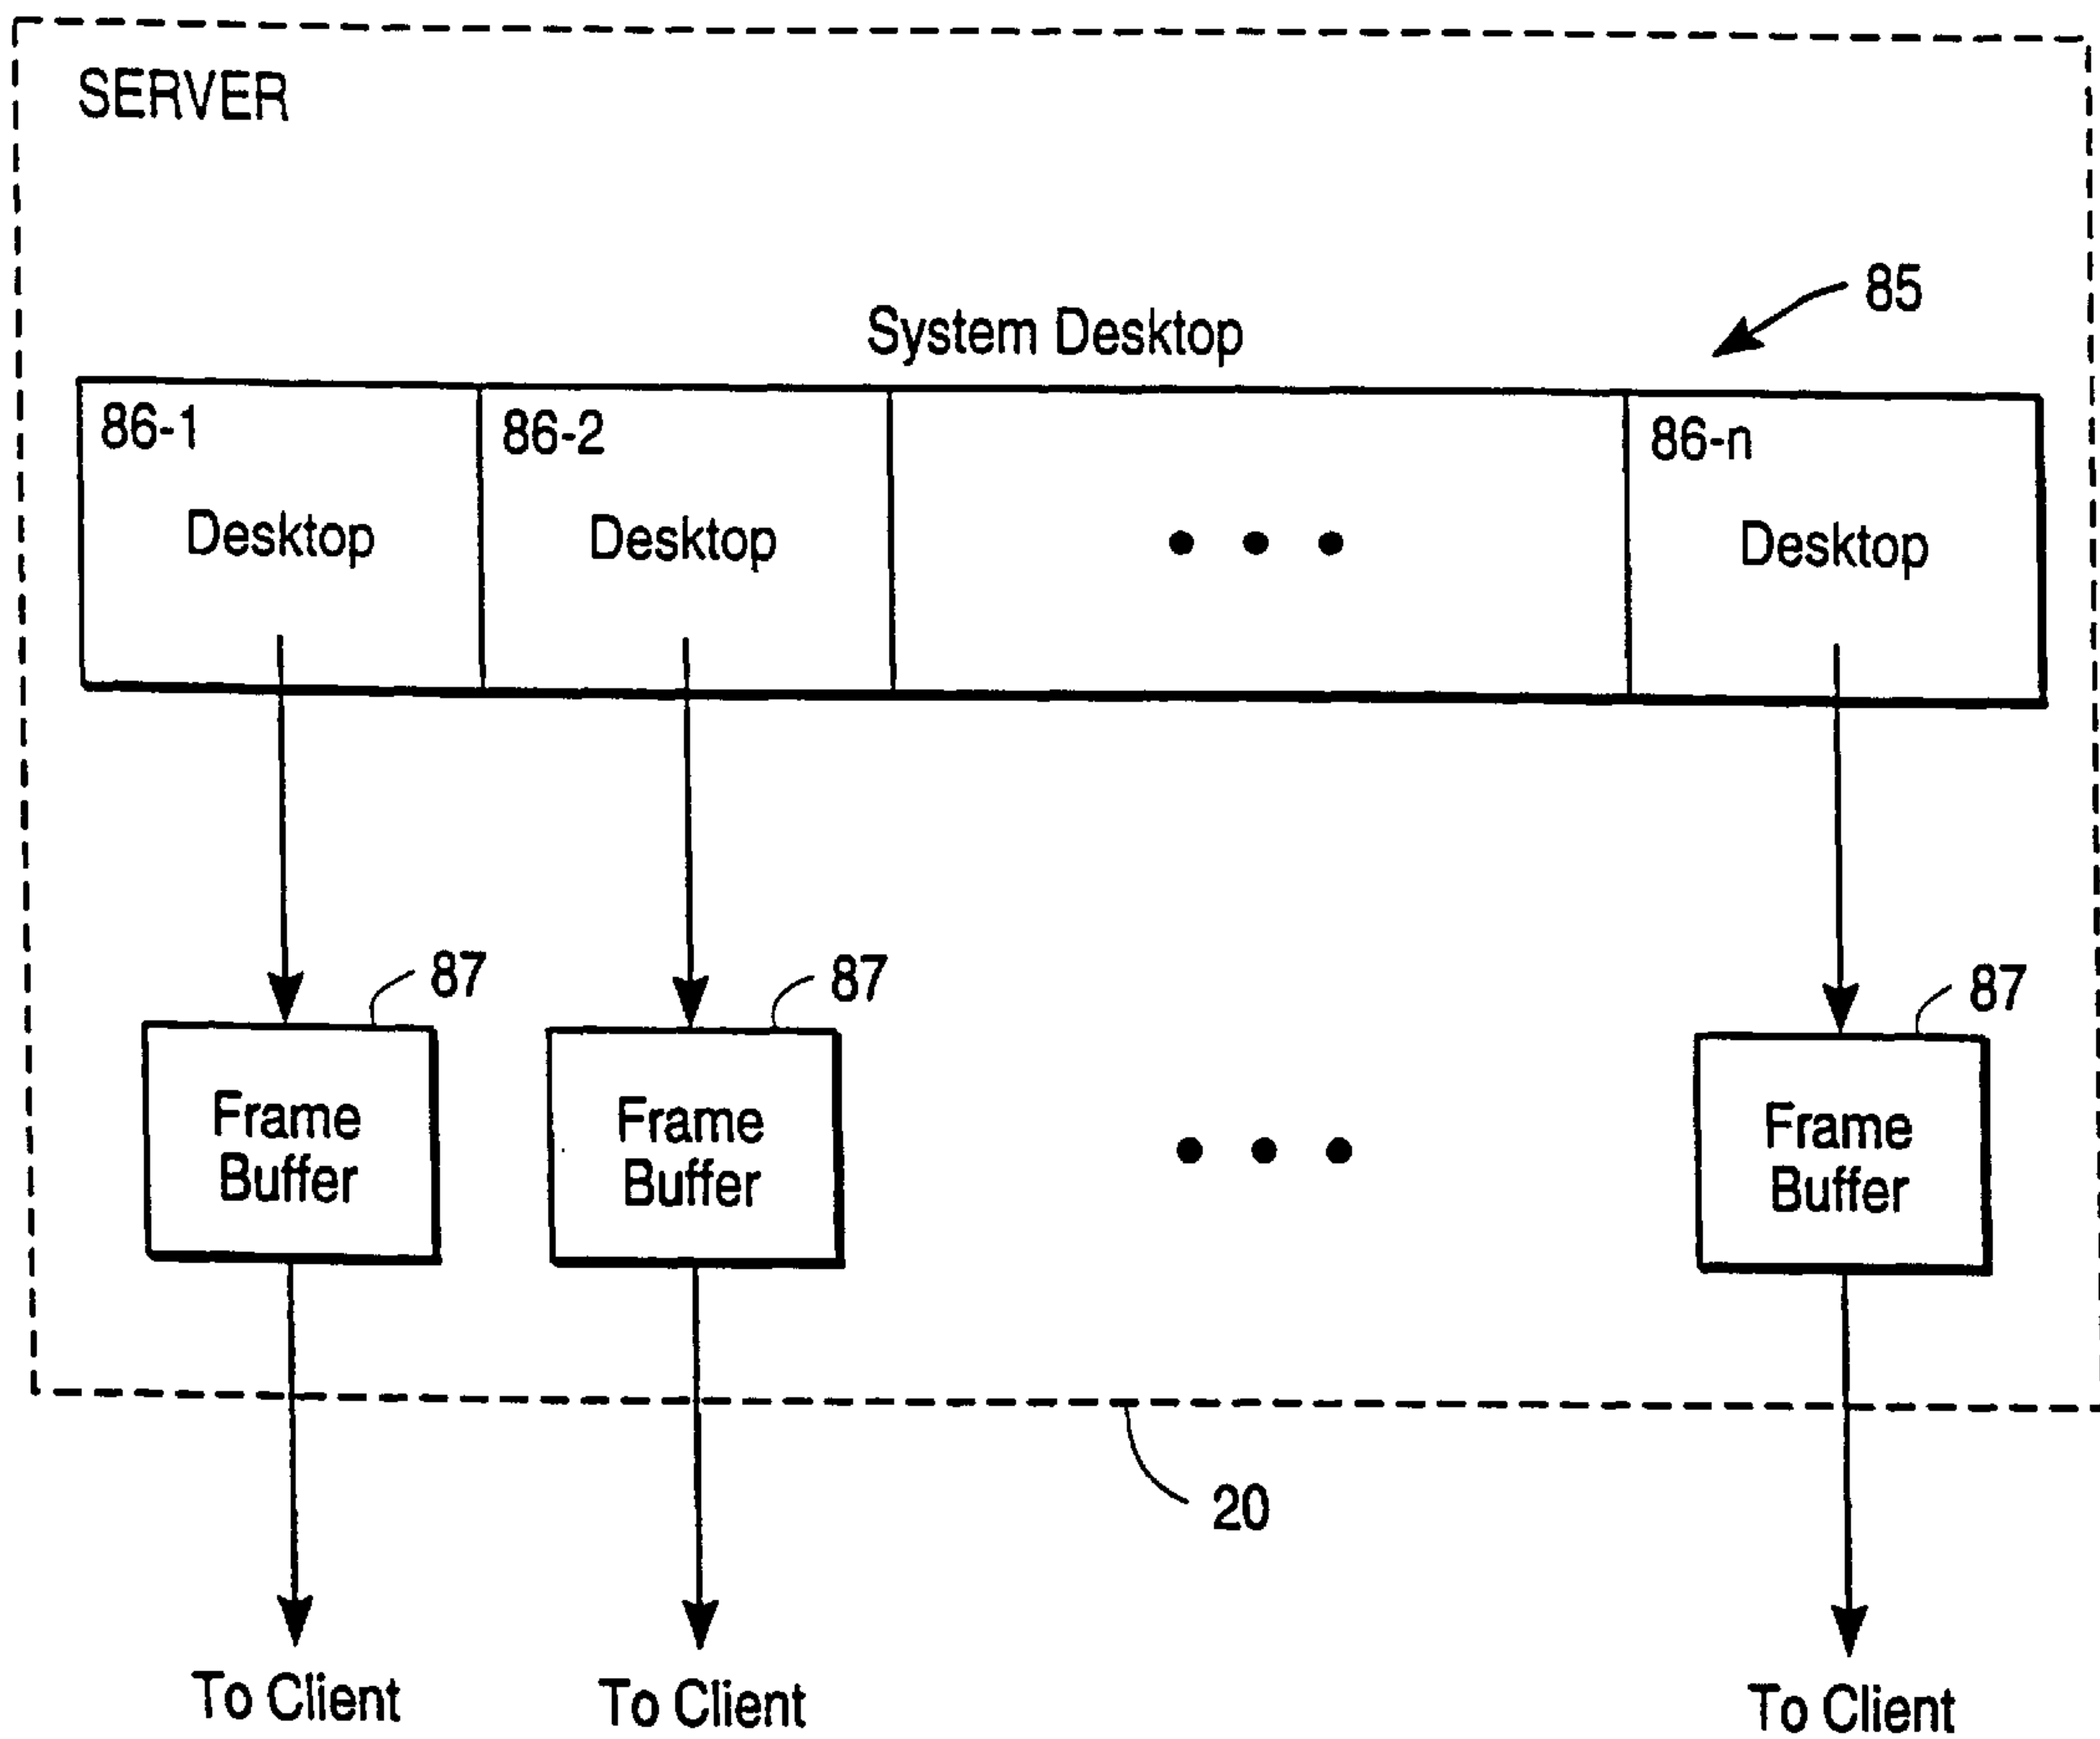 SERVER
85
System Desktop
86-1
86-2
86-n
Desktop
Desktop
Desktop
87
87
87
Frame
Buffer
Frame
Buffer
Frame
Buffer
20
To Client
To Client
To Client